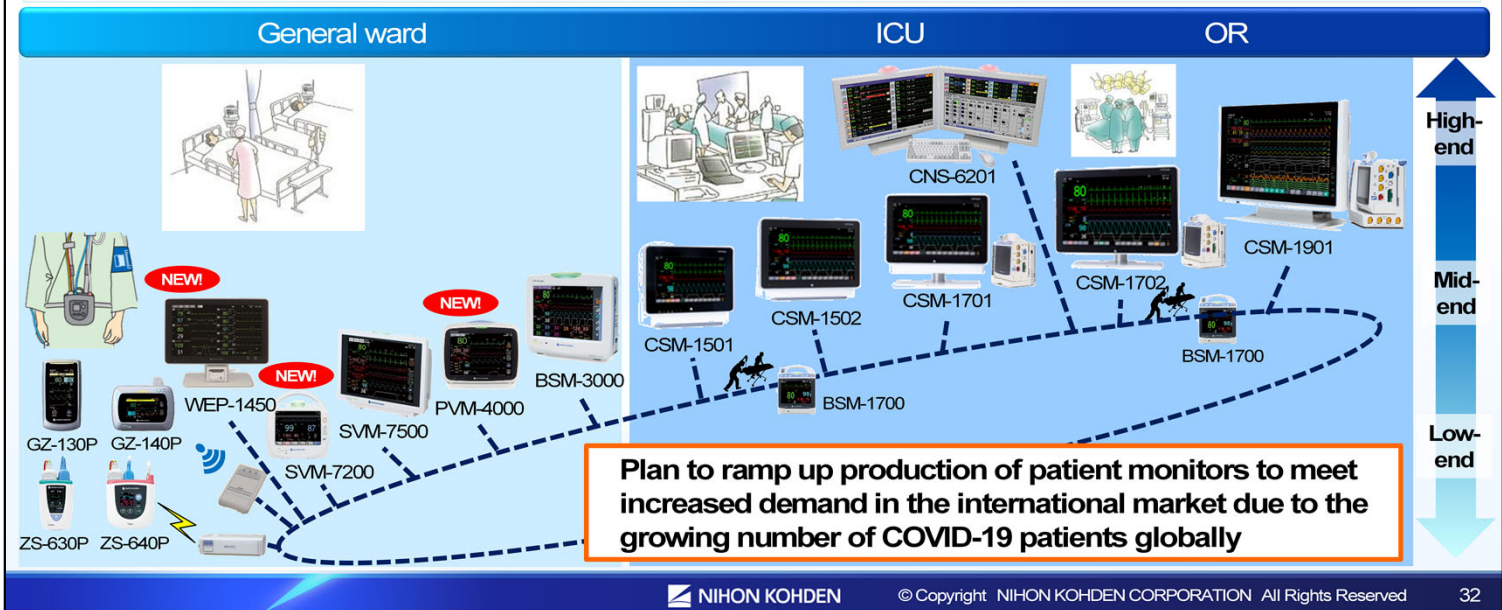 General ward
ICU
OR
High-
end
Mid-
end
Low-
end
CNS-6201
CSM-1901
CSM-1702
CSM-1701
CSM-1502
CSM-1501
BSM-1700
BSM-1700
NEW!
NEW!
NEW!
BSM-3000
PVM-4000
SVM-7500
WEP-1450
SVM-7200
GZ-130P
GZ-140P
ZS-630P
ZS-640P
Plan to ramp up production of patient monitors to meet
increased demand in the international market due to the
growing number of COVID-19 patients globally
NIHON KOHDEN
© Copyright NIHON KOHDEN CORPORATION All Rights Reserved
32